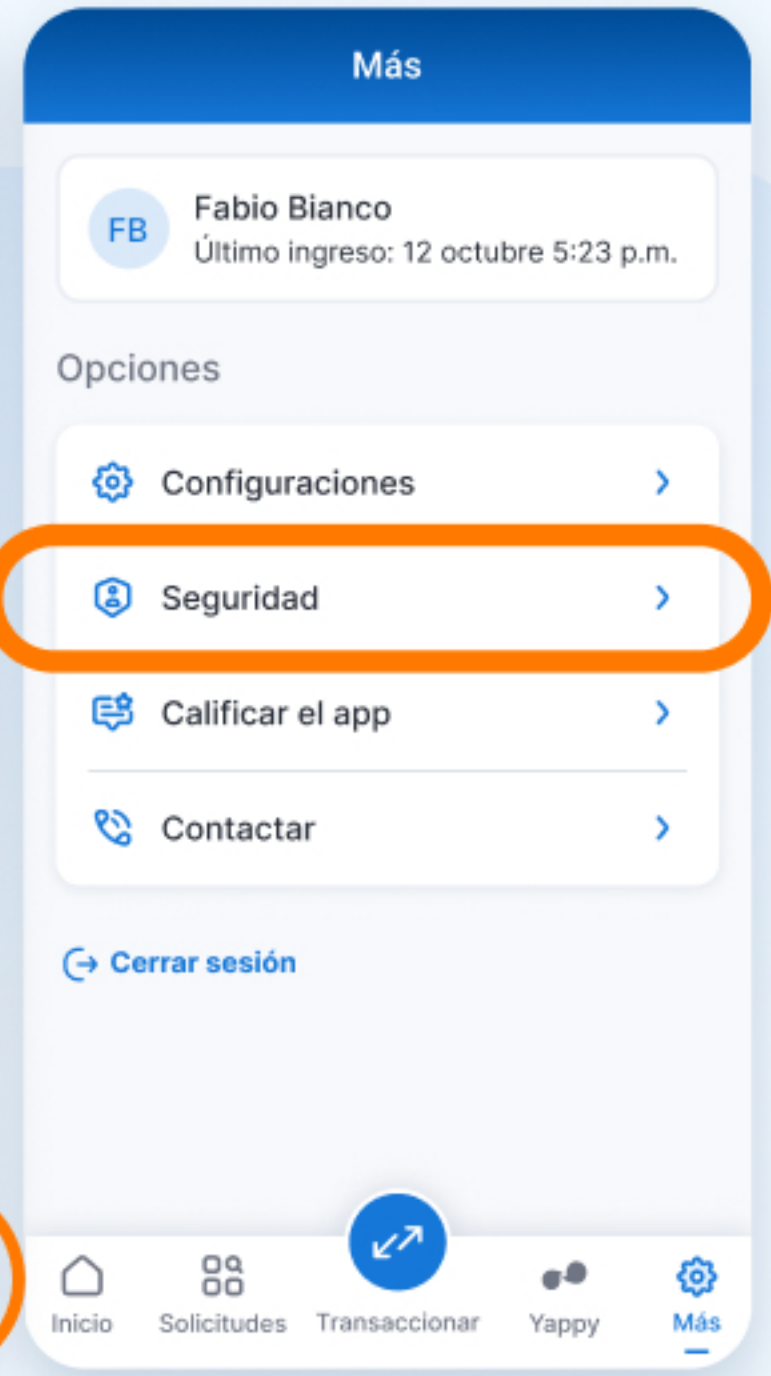 Más
FB
Fabio Bianco
Último ingreso: 12 octubre 5:23 p.m.
Opciones
Configuraciones
Seguridad
Calificar el app
Contactar
Cerrar sesión
Inicio
Solicitudes
Transaccionar
Yappy
Más